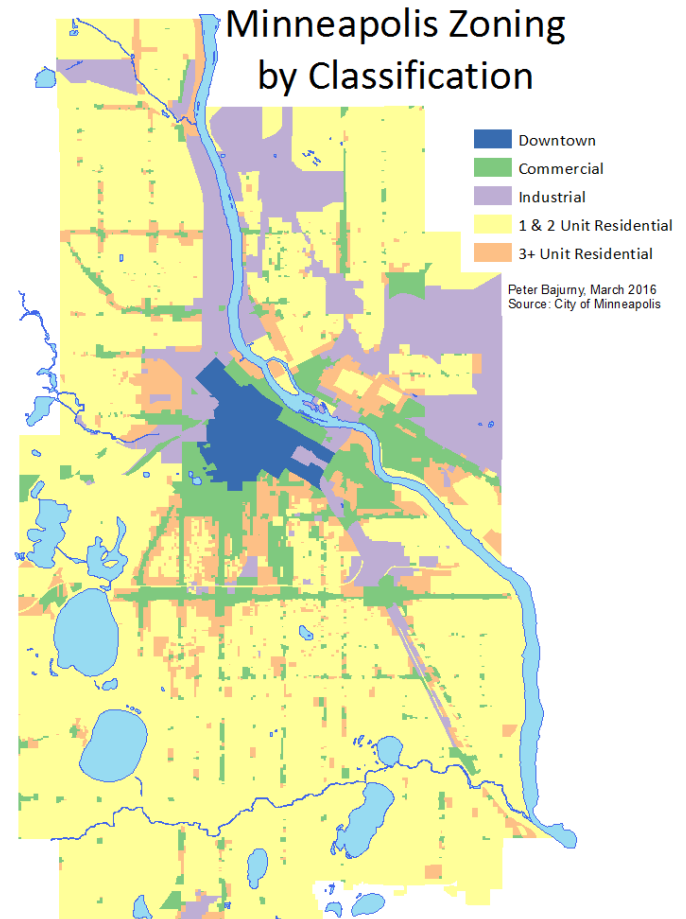 Minneapolis Zoning
by Classification
Downtown
Commercial
Industrial
1 & 2 Unit Residential
3+ Unit Residential
Peter Bajurny, March 2016
Source: City of Minneapolis